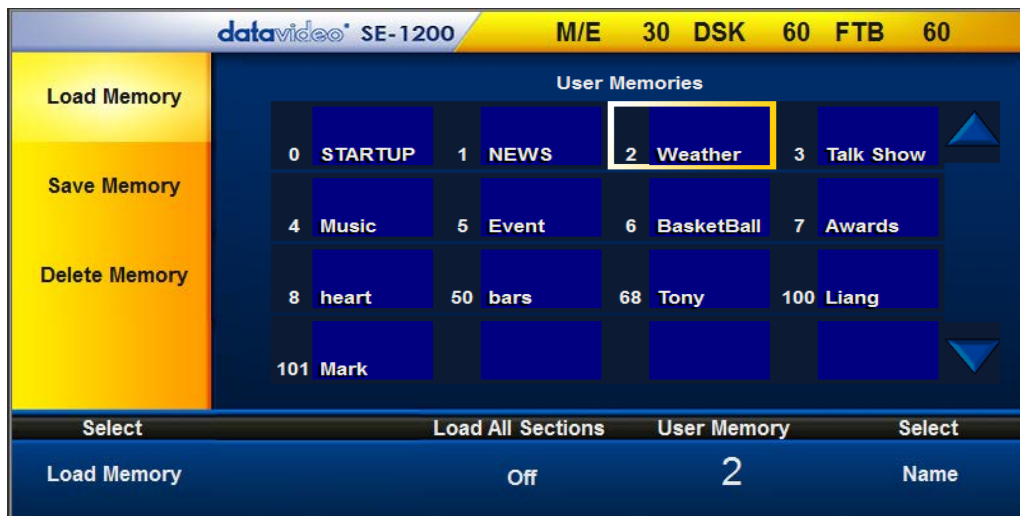 datavideo SE-1200 M/E 30 DSK 60 FTB 60
Load Memory
Save Memory
Delete Memory
User Memories
0 STARTUP 1 NEWS 2 Weather 3 Talk Show
4 Music 5 Event 6 BasketBall 7 Awards
8 heart 50 bars 68 Tony 100 Liang
101 Mark
Select Load All Sections User Memory Select
Load Memory Off 2 Name